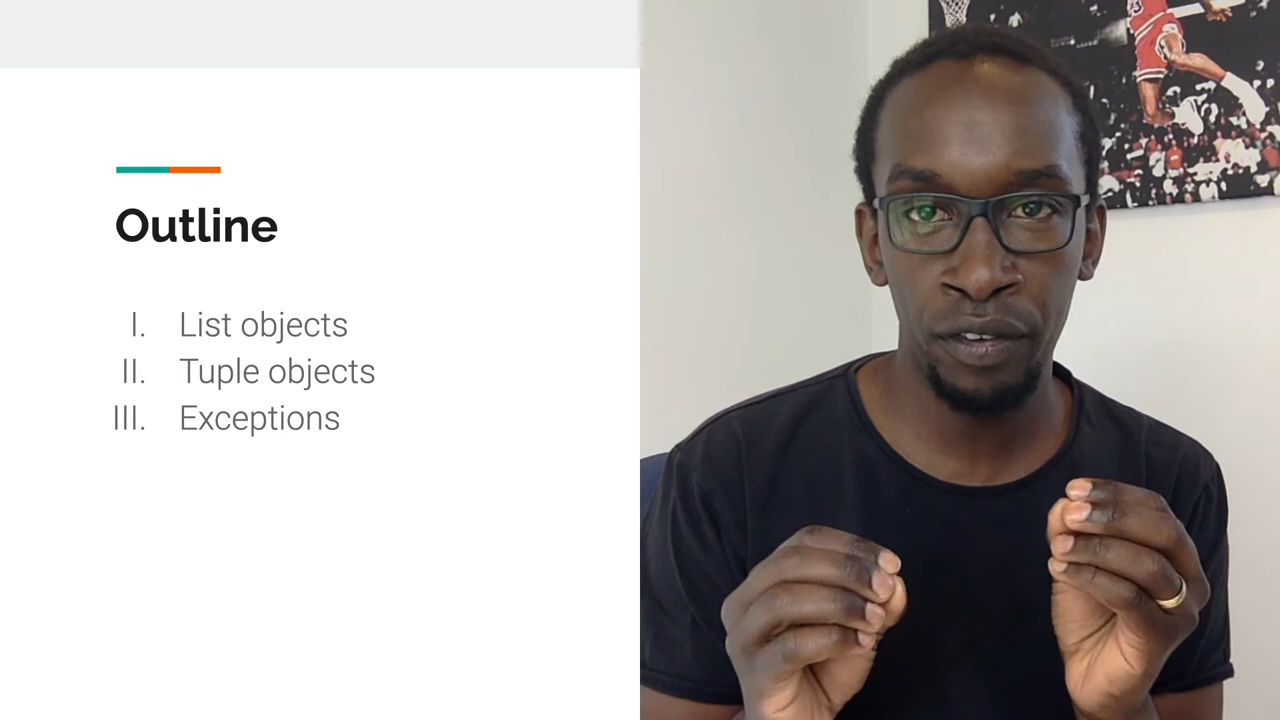 Outline
I. List objects
II. Tuple objects
III. Exceptions